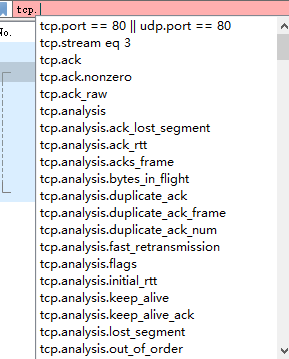 tcp.
No.
tcp.port == 80 || udp.port == 80
tcp.stream eq 3
tcp.ack
tcp.ack.nonzero
tcp.ack_raw
tcp.analysis
tcp.analysis.ack_lost_segment
tcp.analysis.ack_rtt
tcp.analysis.acks_frame
tcp.analysis.bytes_in_flight
tcp.analysis.duplicate_ack
tcp.analysis.duplicate_ack_frame
tcp.analysis.duplicate_ack_num
tcp.analysis.fast_retransmission
tcp.analysis.flags
tcp.analysis.initial_rtt
tcp.analysis.keep_alive
tcp.analysis.keep_alive_ack
tcp.analysis.lost_segment
tcp.analysis.out_of_order